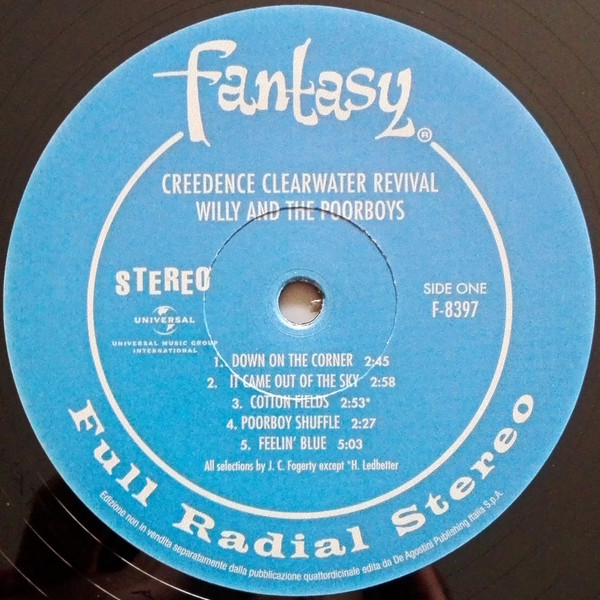 fantasy®
CREEDENCE CLEARWATER REVIVAL
WILLY AND THE POORBOYS
STEREO
UNIVERSAL
UNIVERSAL MUSIC GROUP
INTERNATIONAL
SIDE ONE
F-8397
1. DOWN ON THE CORNER 2:45
2. IT CAME OUT OF THE SKY 2:58
3. COTTON FIELDS 2:53*
4. POORBOY SHUFFLE 2:27
5. FEELIN' BLUE 5:03
All selections by J. C. Fogerty except *H. Ledbetter
Full Radial Stereo
Edizione non in vendita separatamente dalla pubblicazione quattordicinale edita da De Agostini Publishing Italia S.p.A.